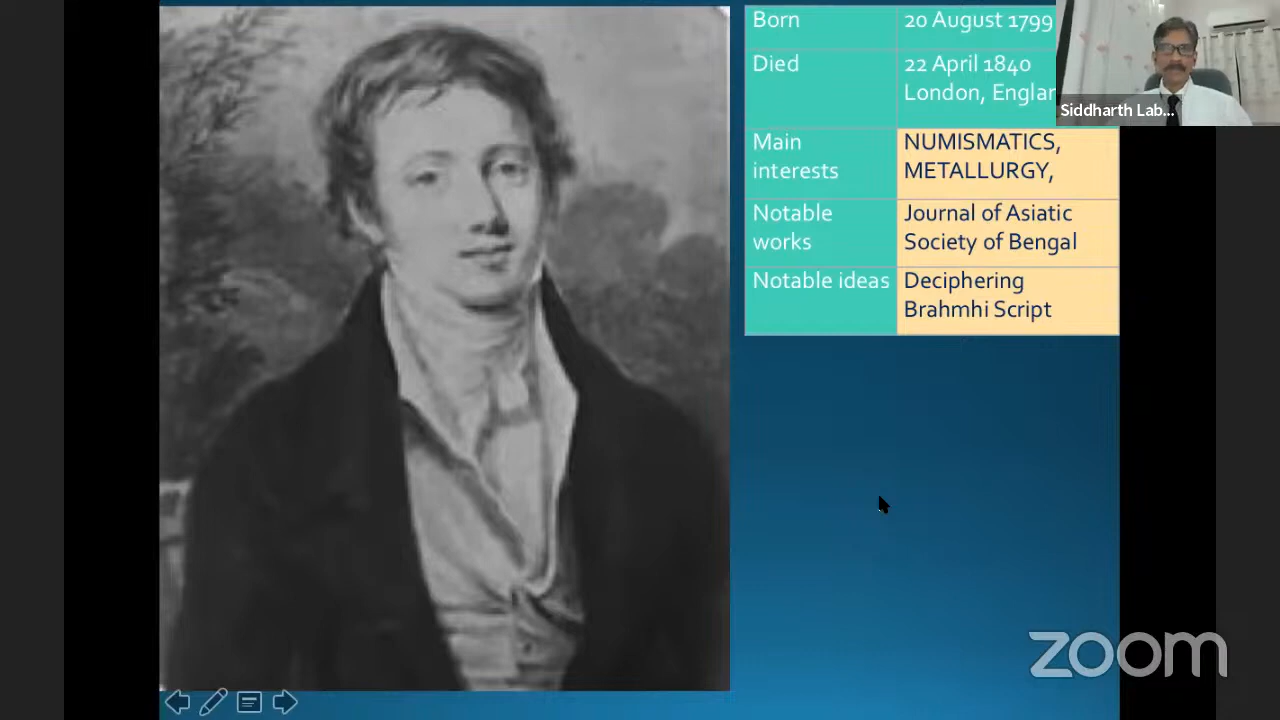 Born
20 August 1799
Died
22 April 1840
London, Englan
Siddharth Lab...
Main
interests
NUMISMATICS,
METALLURGY,
Notable
works
Journal of Asiatic
Society of Bengal
Notable ideas
Deciphering
Brahmhi Script
zoom